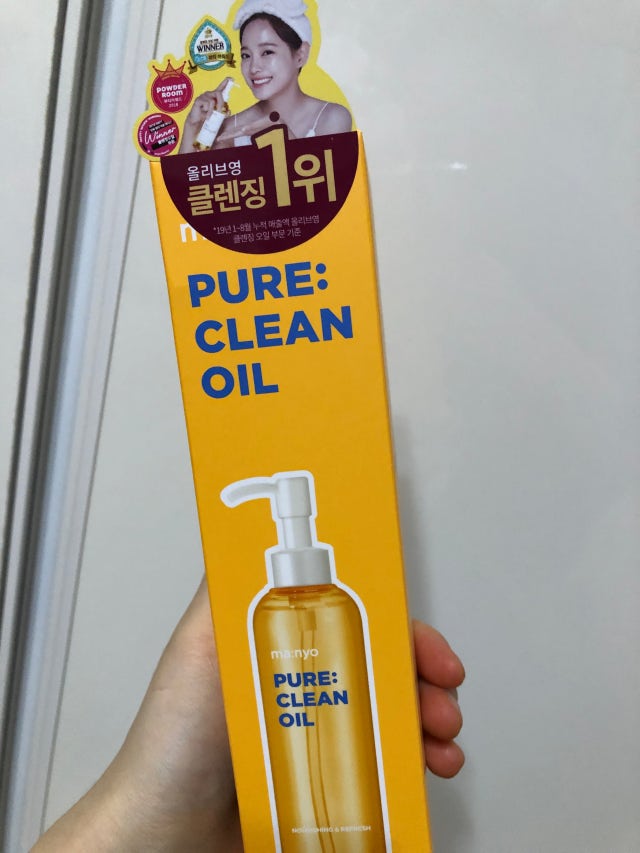 WINNER
POWDER
ROOM
2019
Winner
올리브영
클렌징 1위
*19년 1~8월 누적 매출액 올리브영
클렌징 오일 부문 기준
m
PURE:
CLEAN
OIL
ma:nyo
PURE:
CLEAN
OIL
NOURISHING & REFRESH